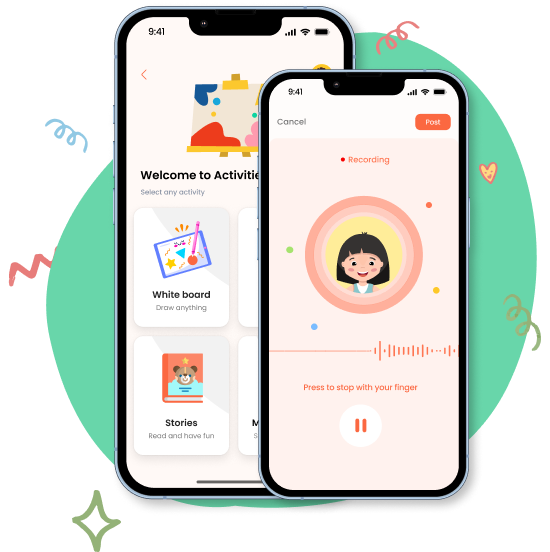 9:41
Welcome to Activitie
Select any activity
White board
Draw anything
Stories
Read and have fun
M
S
9:41
Cancel
Post
Recording
Press to stop with your finger